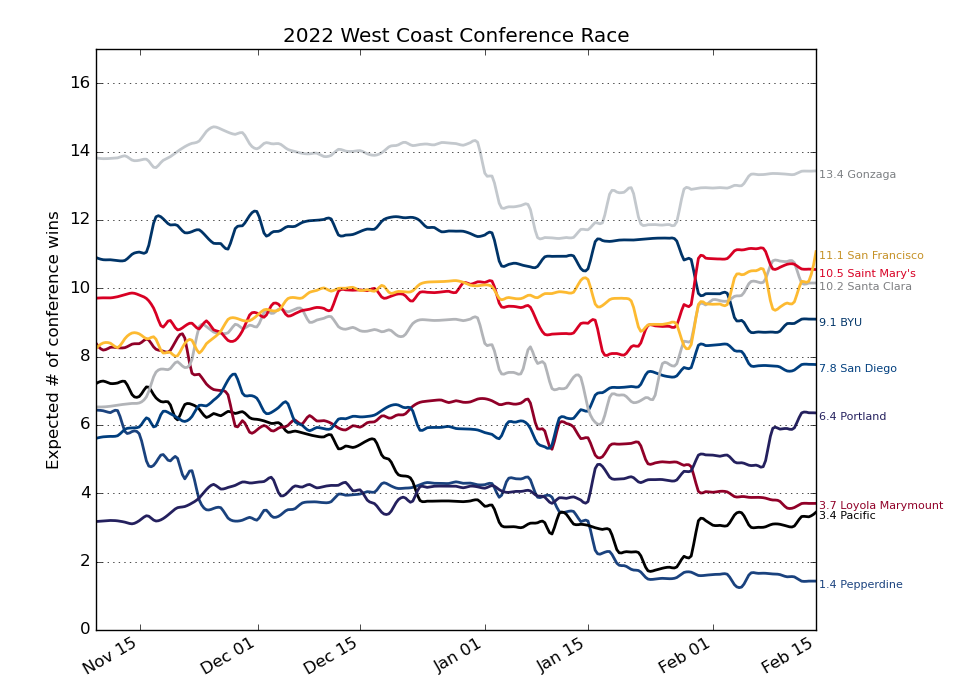 2022 West Coast Conference Race
Expected # of conference wins
16
14
12
10
8
6
4
2
0
13.4 Gonzaga
11.1 San Francisco
10.5 Saint Mary's
10.2 Santa Clara
9.1 BYU
7.8 San Diego
6.4 Portland
3.7 Loyola Marymount
3.4 Pacific
1.4 Pepperdine
Nov 15
Dec 01
Dec 15
Jan 01
Jan 15
Feb 01
Feb 15